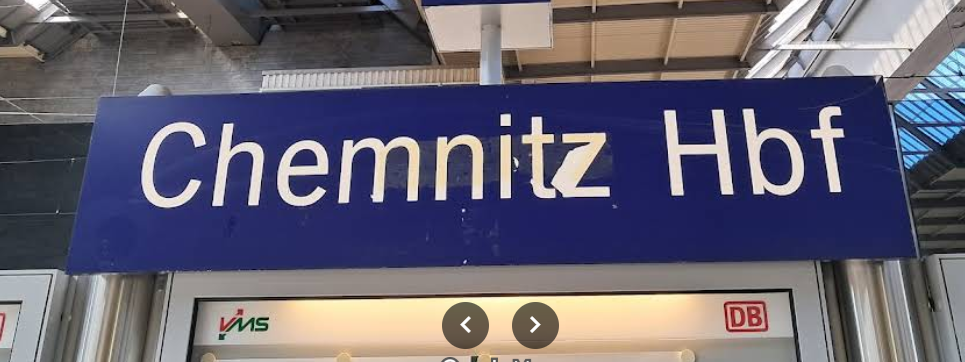 Chemnitz Hbf
VMS
DB